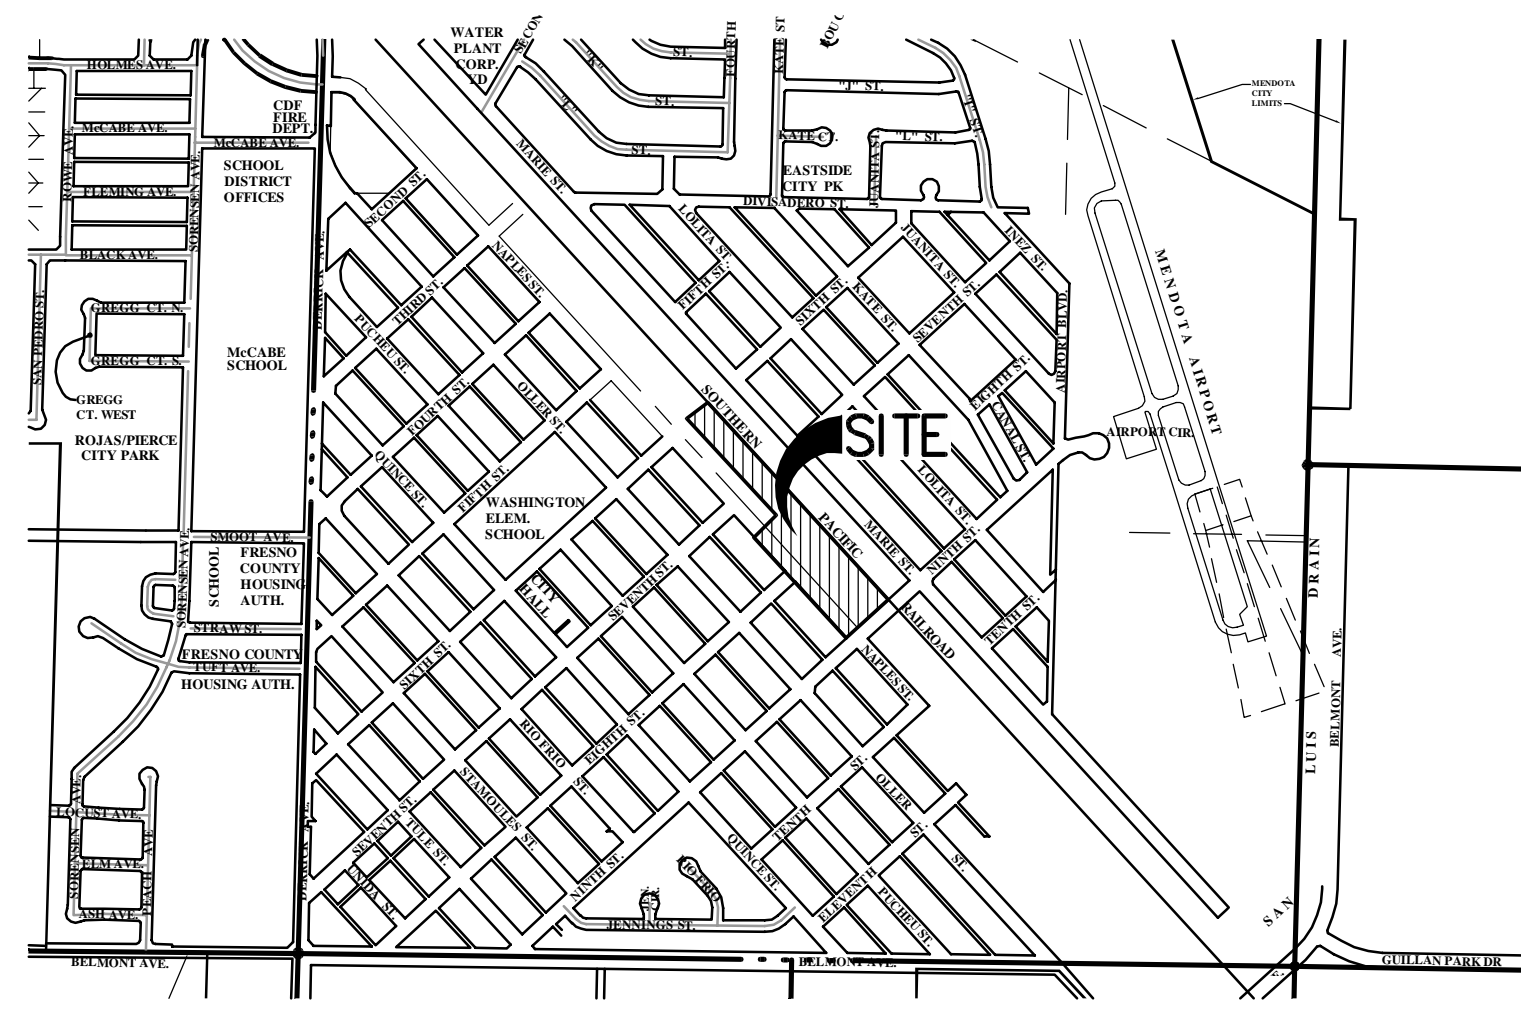 WATER
PLANT
CORP.
YD
SECON
"K"
ST.
FOURTH
KATE ST
"J" ST.
"I" ST.
MENDOTA
CITY
LIMITS
HOLMES AVE.
McCABE AVE.
ROWE AVE.
FLEMING AVE.
SORENSEN AVE.
BLACK AVE.
CDF
FIRE
DEPT.
McCABE AVE.
SCHOOL
DISTRICT
OFFICES
ST.
ST.
MARIE ST.
KATE CT.
"L" ST.
JUANITA ST.
EASTSIDE
CITY PK
DIVISADERO ST.
SECOND ST.
DERRICK AVE.
NAPLES ST.
THIRD ST.
PUCHEU ST.
LOLITA ST.
FIFTH ST.
SIXTH ST.
KATE ST.
JUANITA ST.
SEVENTH ST.
INEZ ST.
AIRPORT BLVD.
MENDOTA AIRPORT
SAN PEDRO ST.
GREGG CT. N.
GREGG CT. S.
GREGG
CT. WEST
McCABE
SCHOOL
ROJAS/PIERCE
CITY PARK
FOURTH ST.
OLLER ST.
SOUTHERN
SITE
EIGHTH ST.
CANAL ST.
AIRPORT CIR.
QUINCE ST.
FIFTH ST.
WASHINGTON
ELEM.
SCHOOL
LOLITA ST.
PACIFIC
MARIE ST.
NINTH ST.
SMOOT AVE.
SORENSEN AVE.
SCHOOL
FRESNO
COUNTY
HOUSING
AUTH.
CITY
HALL
SEVENTH ST.
RAILROAD
TENTH ST.
STRAW ST.
FRESNO COUNTY
TUFT AVE.
HOUSING AUTH.
SIXTH ST.
NAPLES ST.
LUIS DRAIN
BELMONT AVE.
RIO FRIO
ST.
EIGHTH ST.
STAMOULES ST.
ST.
OLLER
SORENSEN AVE.
LOCUST AVE.
ELM AVE.
PEACH AVE
ASH AVE.
DERRICK AVE.
SEVENTH ST.
TULE ST.
UNIDA ST.
TENTH
ST.
QUINCE ST.
ST.
NINTH ST.
RIO FRIO
ELEVENTH
PUCHEU ST.
JENNINGS ST.
SAN
BELMONT AVE.
BELMONT AVE.
GUILLAN PARK DR